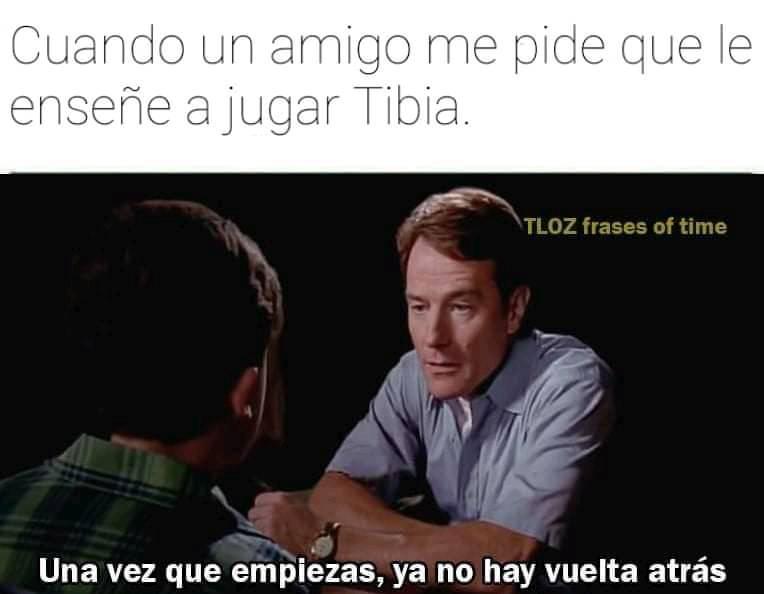 Cuando un amigo me pide que le
enseñe a jugar Tibia.
TLOZ frases of time
Una vez que empiezas, ya no hay vuelta atrás